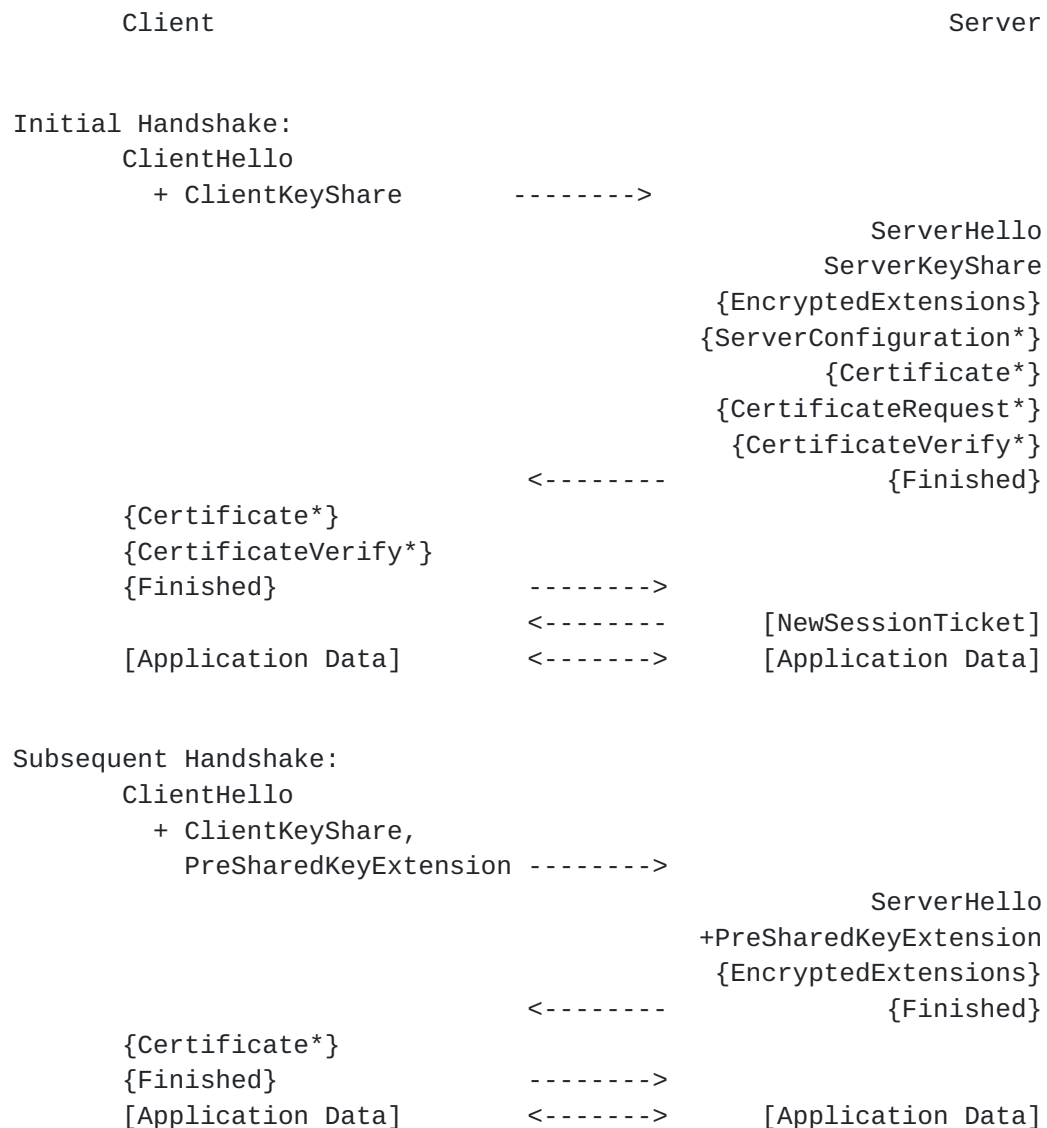 Client                                               Server
Initial Handshake:
ClientHello
+ ClientKeyShare       -------->
ServerHello
ServerKeyShare
{EncryptedExtensions}
{ServerConfiguration*}
{Certificate*}
{CertificateRequest*}
{CertificateVerify*}
<--------              {Finished}
{Certificate*}
{CertificateVerify*}
{Finished}                -------->
<--------      [NewSessionTicket]
[Application Data]        <------->      [Application Data]
Subsequent Handshake:
ClientHello
+ ClientKeyShare,
PreSharedKeyExtension -------->
ServerHello
+PreSharedKeyExtension
{EncryptedExtensions}
<--------              {Finished}
{Certificate*}
{Finished}                -------->
[Application Data]        <------->      [Application Data]